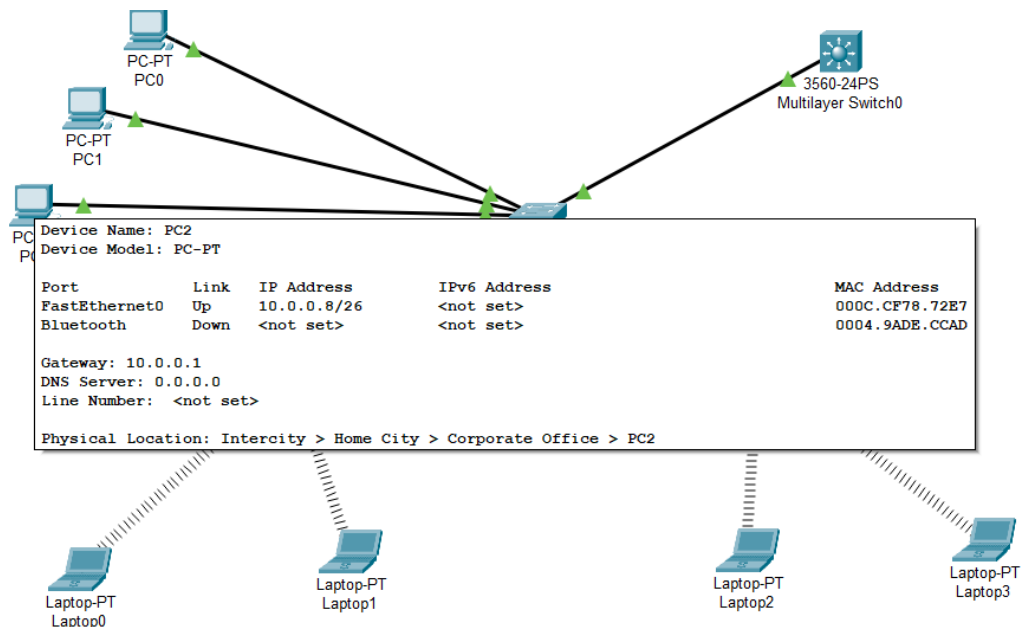 PC-PT
PC0
3560-24PS
Multilayer Switch0
PC-PT
PC1
PC
P
Device Name: PC2
Device Model: PC-PT
Port Link IP Address IPv6 Address MAC Address
FastEthernet0 Up 10.0.0.8/26 <not set> 000C.CF78.72E7
Bluetooth Down <not set> <not set> 0004.9ADE.CCAD
Gateway: 10.0.0.1
DNS Server: 0.0.0.0
Line Number: <not set>
Physical Location: Intercity > Home City > Corporate Office > PC2
Laptop-PT
Laptop0
Laptop-PT
Laptop1
Laptop-PT
Laptop2
Laptop-PT
Laptop3